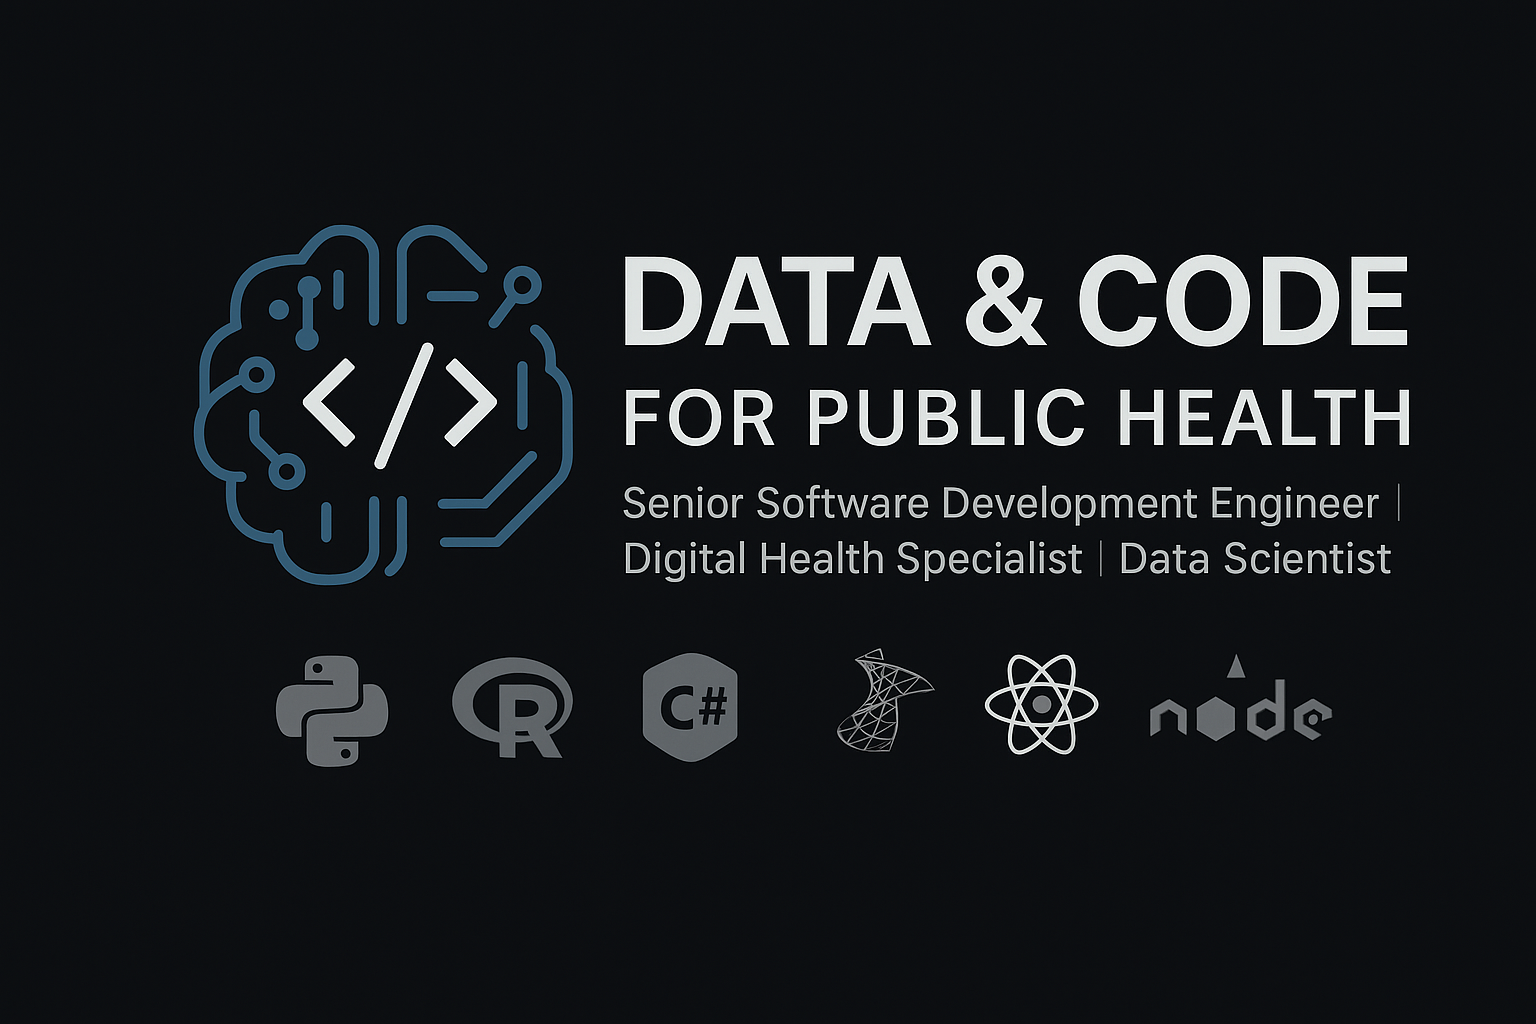 </>
DATA & CODE
FOR PUBLIC HEALTH
Senior Software Development Engineer |
Digital Health Specialist | Data Scientist
R
C#
node